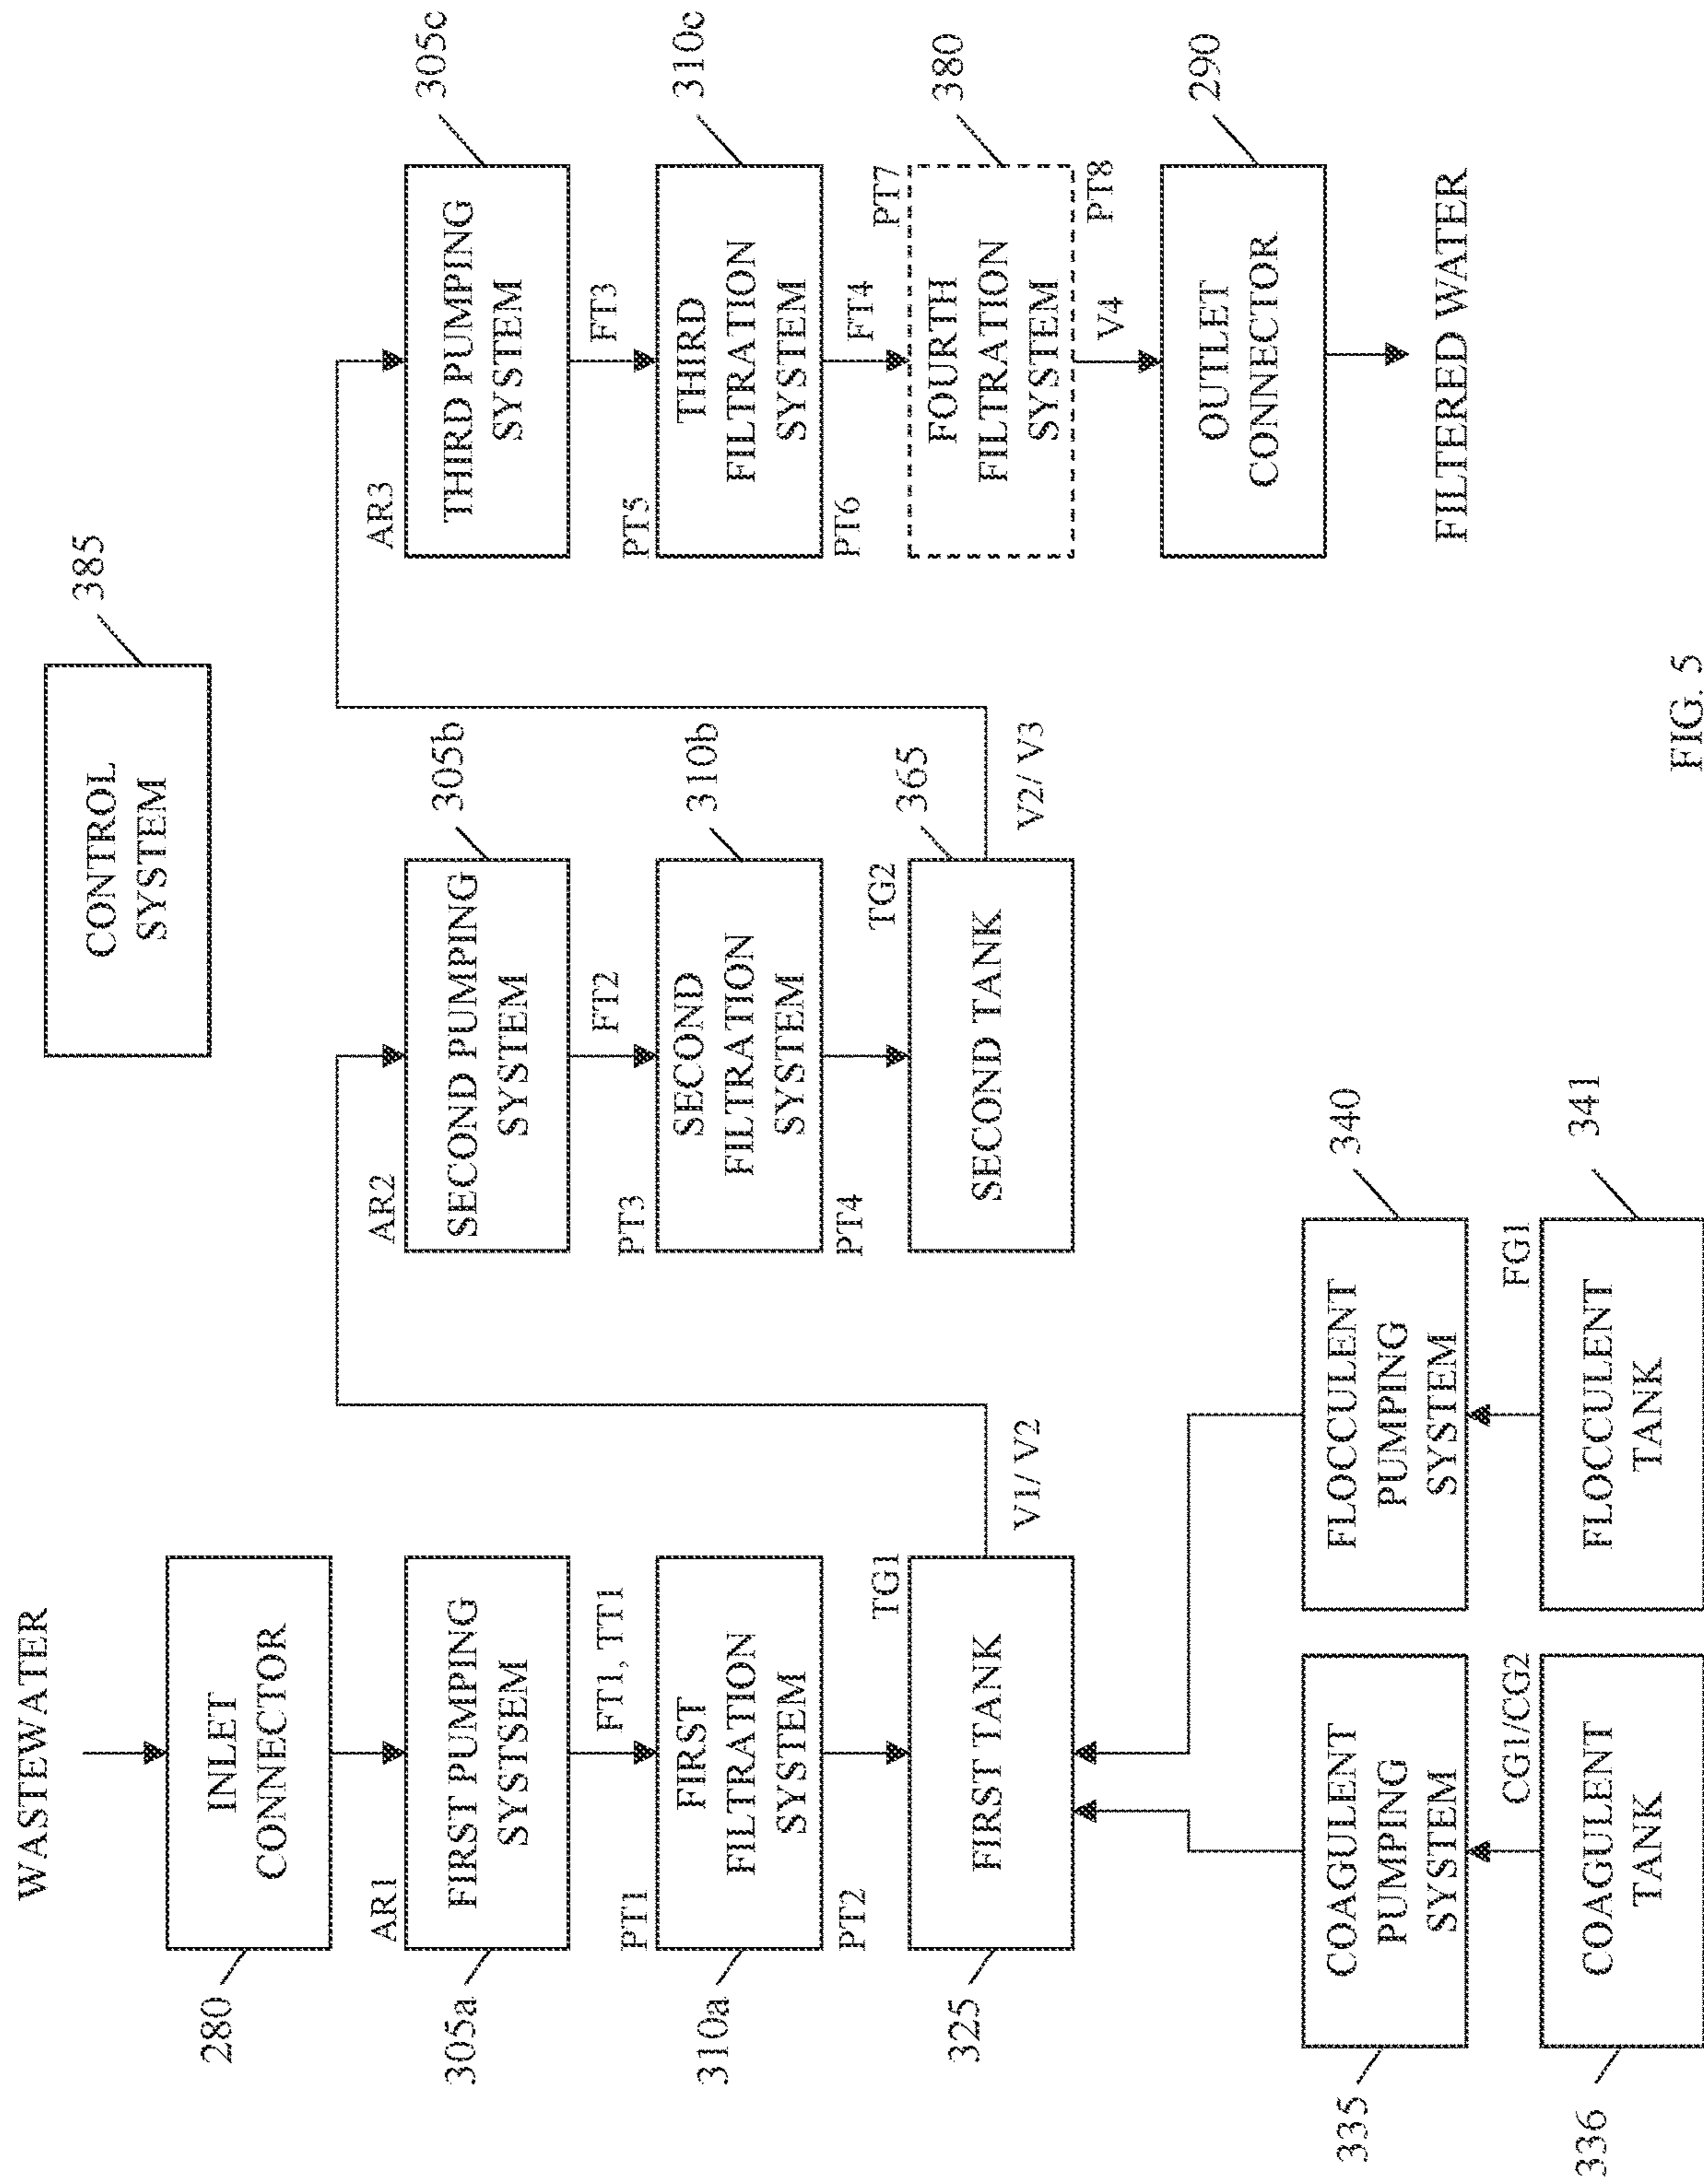 WASTEWATER
280
INLET
CONNECTOR
AR1
305a
FIRST PUMPING
SYSTSEM
FT1, TT1
PT1
310a
FIRST
FILTRATION
SYSTEM
PT2
TG1
325
FIRST TANK
V1/ V2
335
COAGULENT
PUMPING
SYSTEM
CG1/CG2
336
COAGULENT
TANK
340
FLOCCULENT
PUMPING
SYSTEM
FG1
341
FLOCCULENT
TANK
385
CONTROL
SYSTEM
AR2
305b
SECOND PUMPING
SYSTEM
FT2
PT3
310b
SECOND
FILTRATION
SYSTEM
PT4
TG2
365
SECOND TANK
V2/ V3
AR3
305c
THIRD PUMPING
SYSTEM
FT3
PT5
310c
THIRD
FILTRATION
SYSTEM
PT6
FT4
PT7
380
FOURTH
FILTRATION
SYSTEM
V4
PT8
290
OUTLET
CONNECTOR
FILTERED WATER
FIG. 5